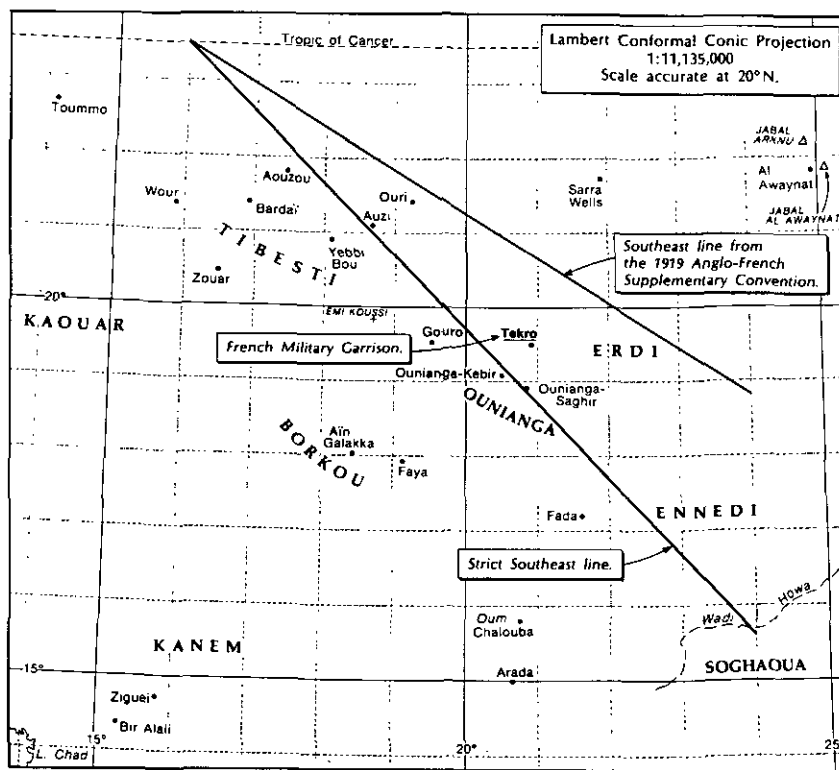 Tropic of Cancer
Lambert Conformal Conic Projection
1:11,135,000
Scale accurate at 20° N.
Toummo
JABAL
ARKNU
Al
Awaynat
JABAL
AL AWAYNAT
Aouzou
Wour
Bardaï
Ouri
Auzi
Sarra
Wells
TIBESTI
Yebbi
Bou
Zouar
Southeast line from
the 1919 Anglo-French
Supplementary Convention.
20°
EMI KOUSSI
KAOUAR
Gouro
Tekro
French Military Garrison.
ERDI
Ounianga-Kebir
Ounianga-
Saghir
OUNIANGA
Aïn
Galakka
BORKOU
Faya
Fada
ENNEDI
Strict Southeast line.
Oum
Chalouba
Wadi
Howa
KANEM
15°
Arada
SOGHAOUA
Ziguei
Bir Alali
L. Chad
15°
20°
25